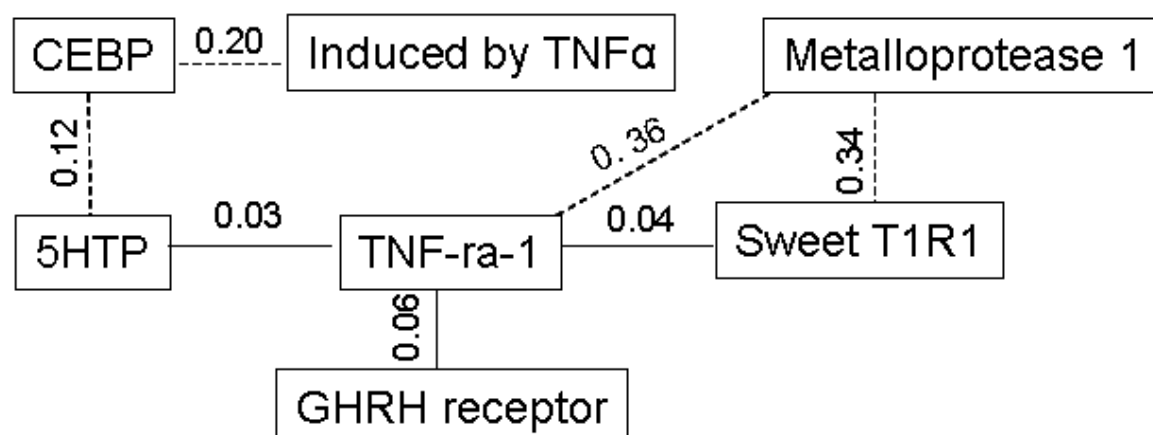 CEBP
0.20
Induced by TNFα
Metalloprotease 1
0.12
0. 36
0.34
5HTP
0.03
TNF-ra-1
0.04
Sweet T1R1
0.06
GHRH receptor